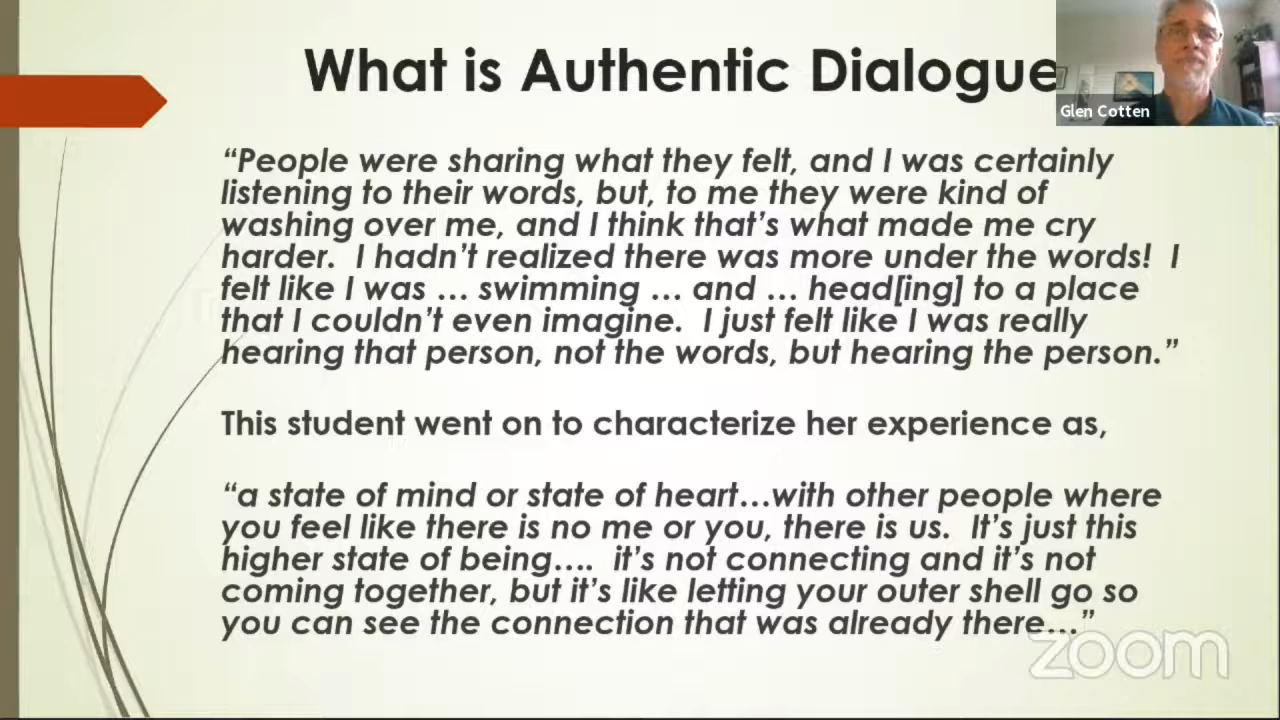 What is Authentic Dialogue
Glen Cotten
“People were sharing what they felt, and I was certainly
listening to their words, but, to me they were kind of
washing over me, and I think that’s what made me cry
harder.  I hadn’t realized there was more under the words!  I
felt like I was … swimming … and … head[ing] to a place
that I couldn’t even imagine.  I just felt like I was really
hearing that person, not the words, but hearing the person.”
This student went on to characterize her experience as,
“a state of mind or state of heart…with other people where
you feel like there is no me or you, there is us.  It’s just this
higher state of being….  it’s not connecting and it’s not
coming together, but it’s like letting your outer shell go so
you can see the connection that was already there…”
zoom